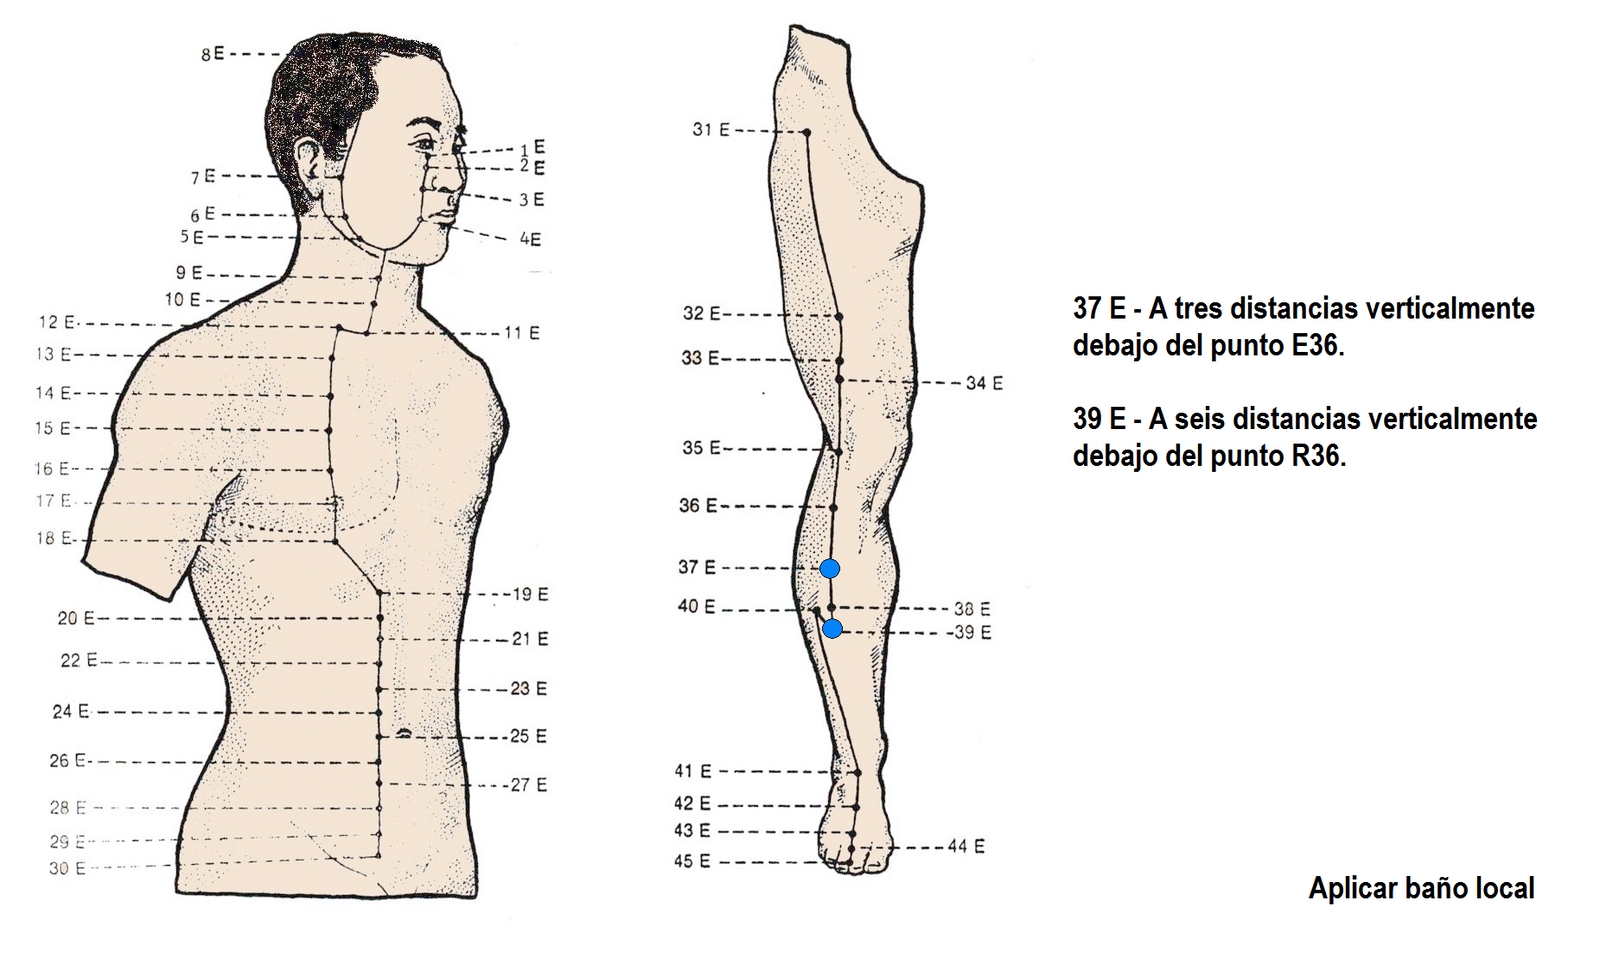 8E
1 E
2 E
7 E
3 E
6 E
5 E
4E
9 E
10 E
12 E
11 E
13 E
14 E
15 E
16 E
17 E
18 E
19 E
20 E
21 E
22 E
23 E
24 E
25 E
26 E
27 E
28 E
29 E
30 E
31 E
32 E
33 E
34 E
35 E
36 E
37 E
40 E
38 E
39 E
41 E
42 E
43 E
44 E
45 E
37 E - A tres distancias verticalmente
debajo del punto E36.
39 E - A seis distancias verticalmente
debajo del punto R36.
Aplicar baño local